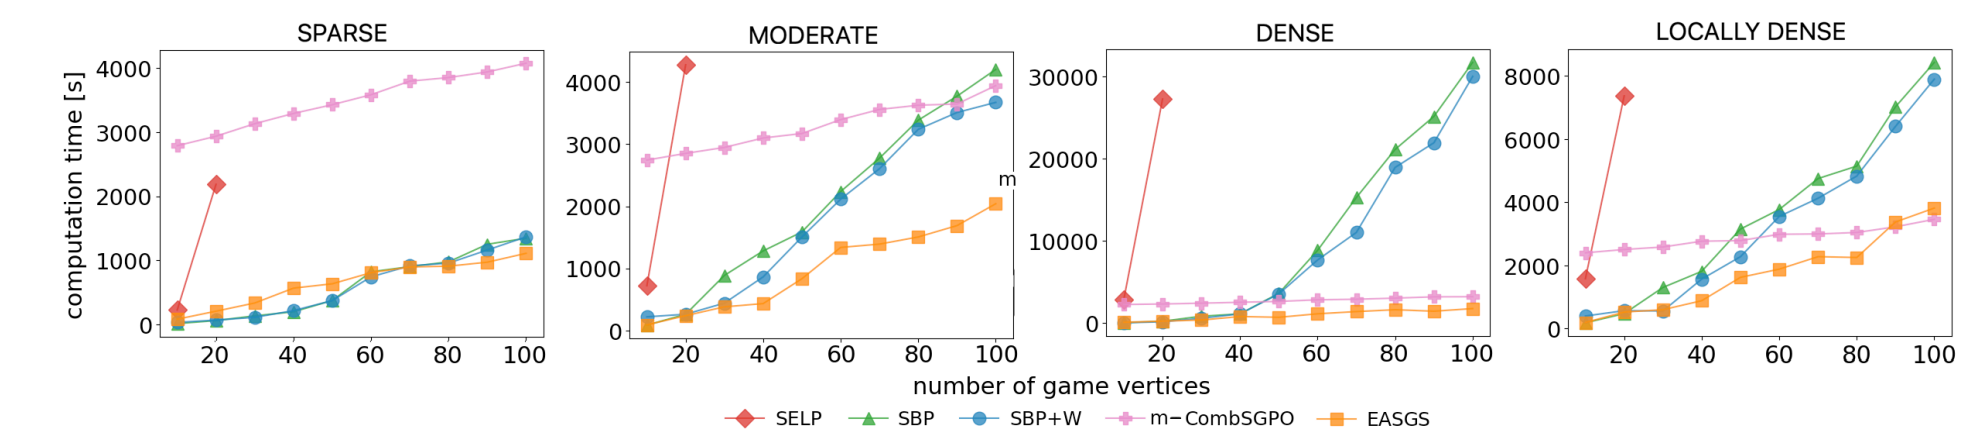 SPARSE
MODERATE
DENSE
LOCALLY DENSE
computation time [s]
4000
3000
2000
1000
0
20 40 60 80 100
4000
3000
2000
1000
0
20 40 60 80 100
m
30000
20000
10000
0
20 40 60 80 100
8000
6000
4000
2000
0
20 40 60 80 100
number of game vertices
SELP SBP SBP+W m-CombSGPO EASGS